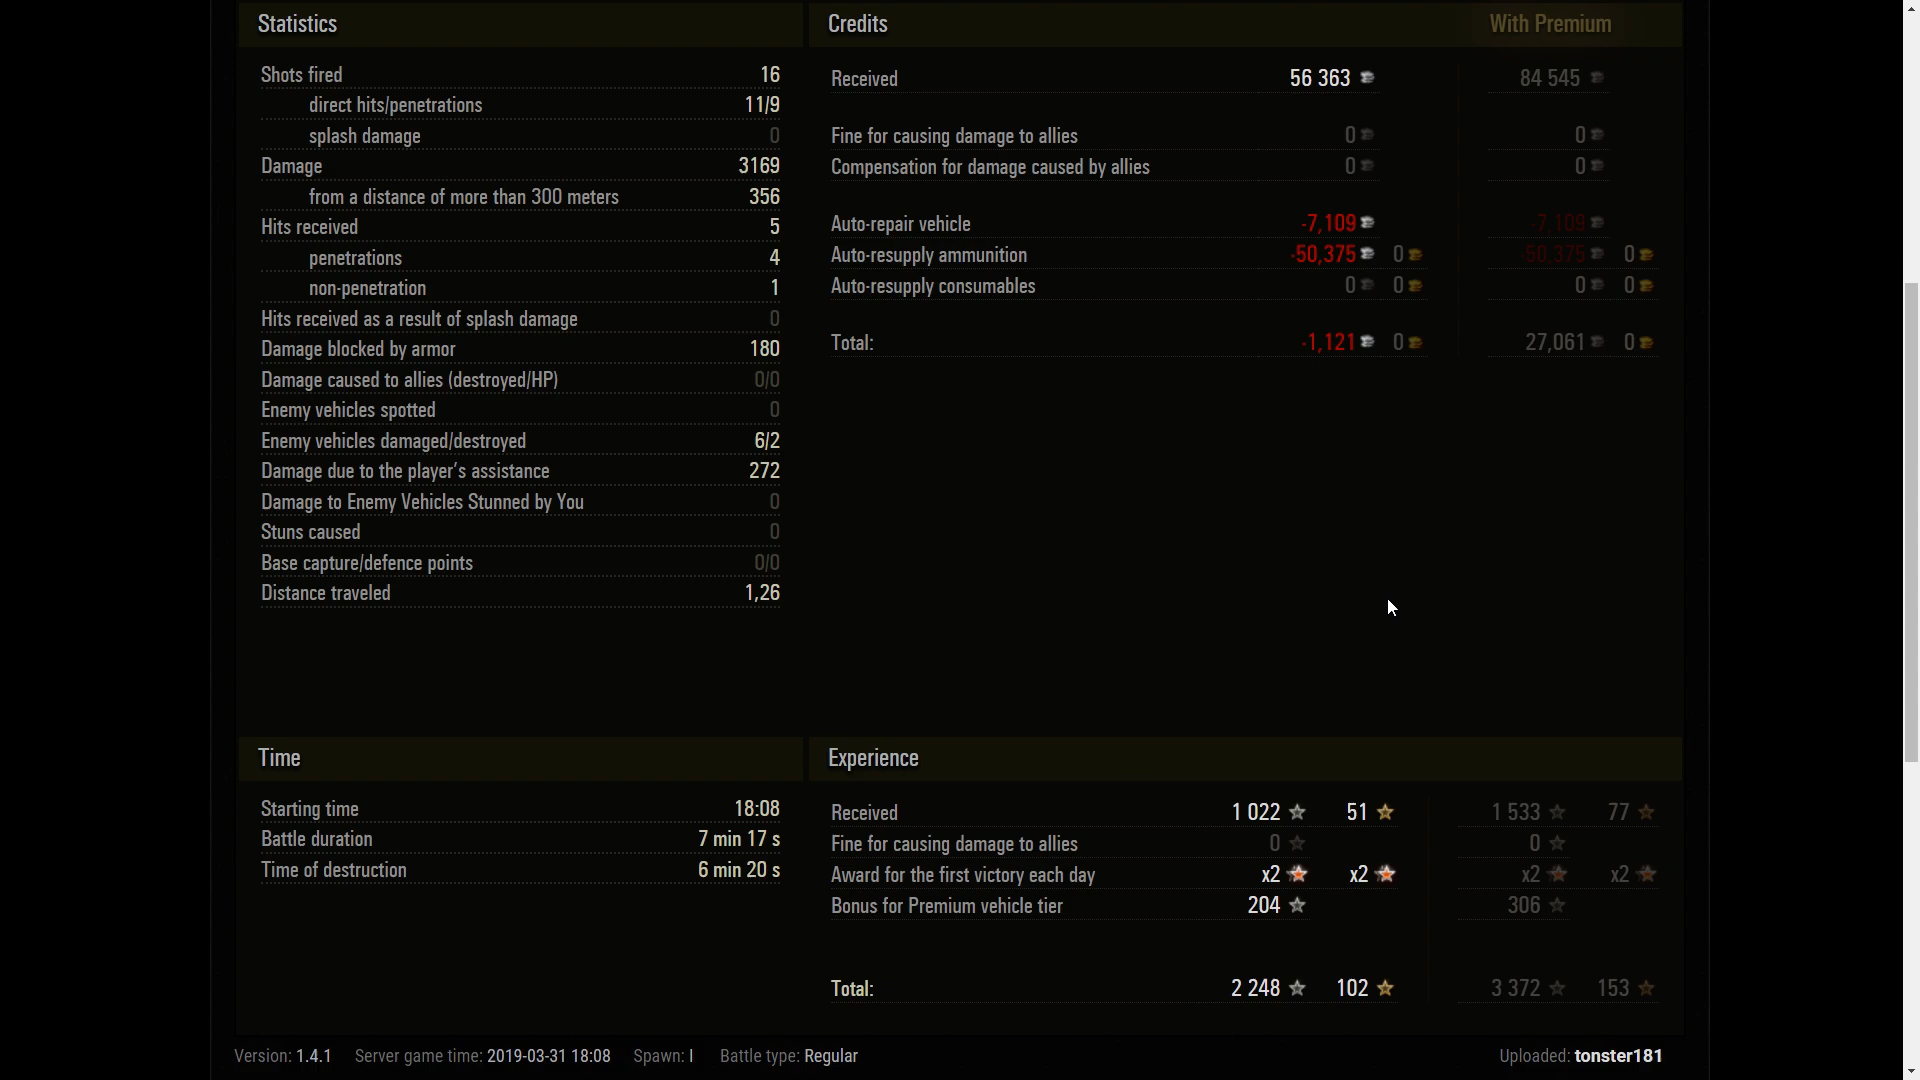 Statistics
Shots fired 16
direct hits/penetrations 11/9
splash damage 0
Damage 3169
from a distance of more than 300 meters 356
Hits received 5
penetrations 4
non-penetration 1
Hits received as a result of splash damage 0
Damage blocked by armor 180
Damage caused to allies (destroyed/HP) 0/0
Enemy vehicles spotted 0
Enemy vehicles damaged/destroyed 6/2
Damage due to the player's assistance 272
Damage to Enemy Vehicles Stunned by You 0
Stuns caused 0
Base capture/defence points 0/0
Distance traveled 1,26
Credits With Premium
Received 56 363 84 545
Fine for causing damage to allies 0 0
Compensation for damage caused by allies 0 0
Auto-repair vehicle -7,109 -7,109
Auto-resupply ammunition -50,375 0 -50,375 0
Auto-resupply consumables 0 0 0 0
Total: -1,121 0 27,061 0
Time
Starting time 18:08
Battle duration 7 min 17 s
Time of destruction 6 min 20 s
Experience
Received 1 022 51 1 533 77
Fine for causing damage to allies 0 0
Award for the first victory each day x2 x2 x2 x2
Bonus for Premium vehicle tier 204 306
Total: 2 248 102 3 372 153
Version: 1.4.1 Server game time: 2019-03-31 18:08 Spawn: I Battle type: Regular Uploaded: tonster181